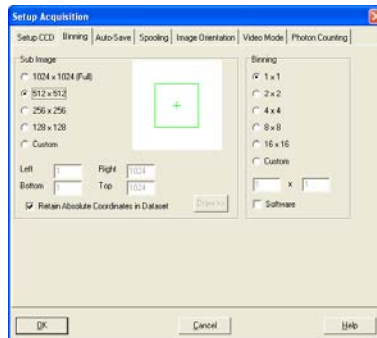 Setup Acquisition
Setup CCD Binning Auto-Save Spooling Image Orientation Video Mode Photon Counting
Sub Image
1024 x 1024 (Full)
512 x 512
256 x 256
128 x 128
Custom
Left 1 Right 1024
Bottom 1 Top 1024
Retain Absolute Coordinates in Dataset
Binning
1 x 1
2 x 2
4 x 4
8 x 8
16 x 16
Custom
1 x 1
Software
OK Cancel Help